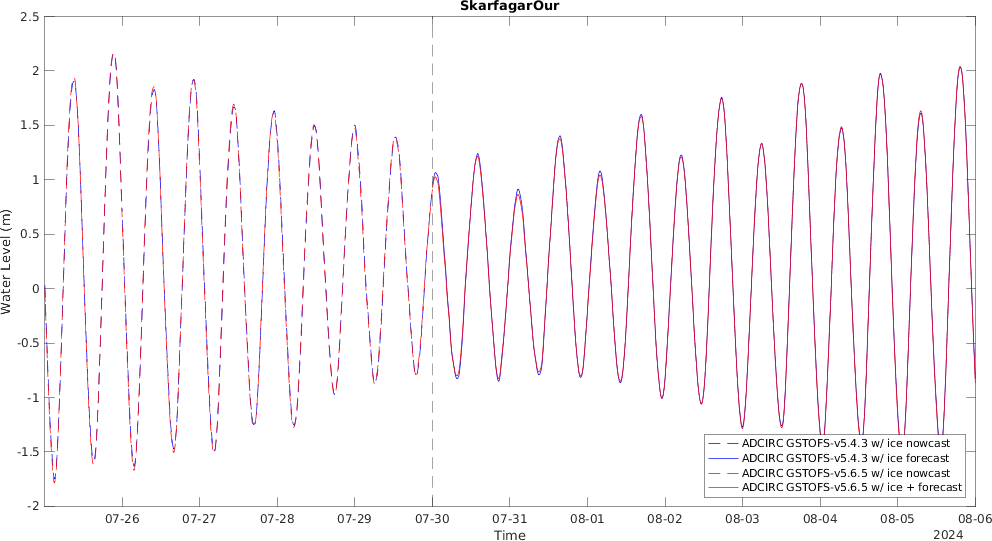 SkarfagarOur
2.5
2
1.5
1
0.5
0
-0.5
-1
-1.5
-2
Water Level (m)
ADCIRC GSTOFS-v5.4.3 w/ ice nowcast
ADCIRC GSTOFS-v5.4.3 w/ ice forecast
ADCIRC GSTOFS-v5.6.5 w/ ice nowcast
ADCIRC GSTOFS-v5.6.5 w/ ice + forecast
07-26 07-27 07-28 07-29 07-30 07-31 08-01 08-02 08-03 08-04 08-05 08-06
Time
2024